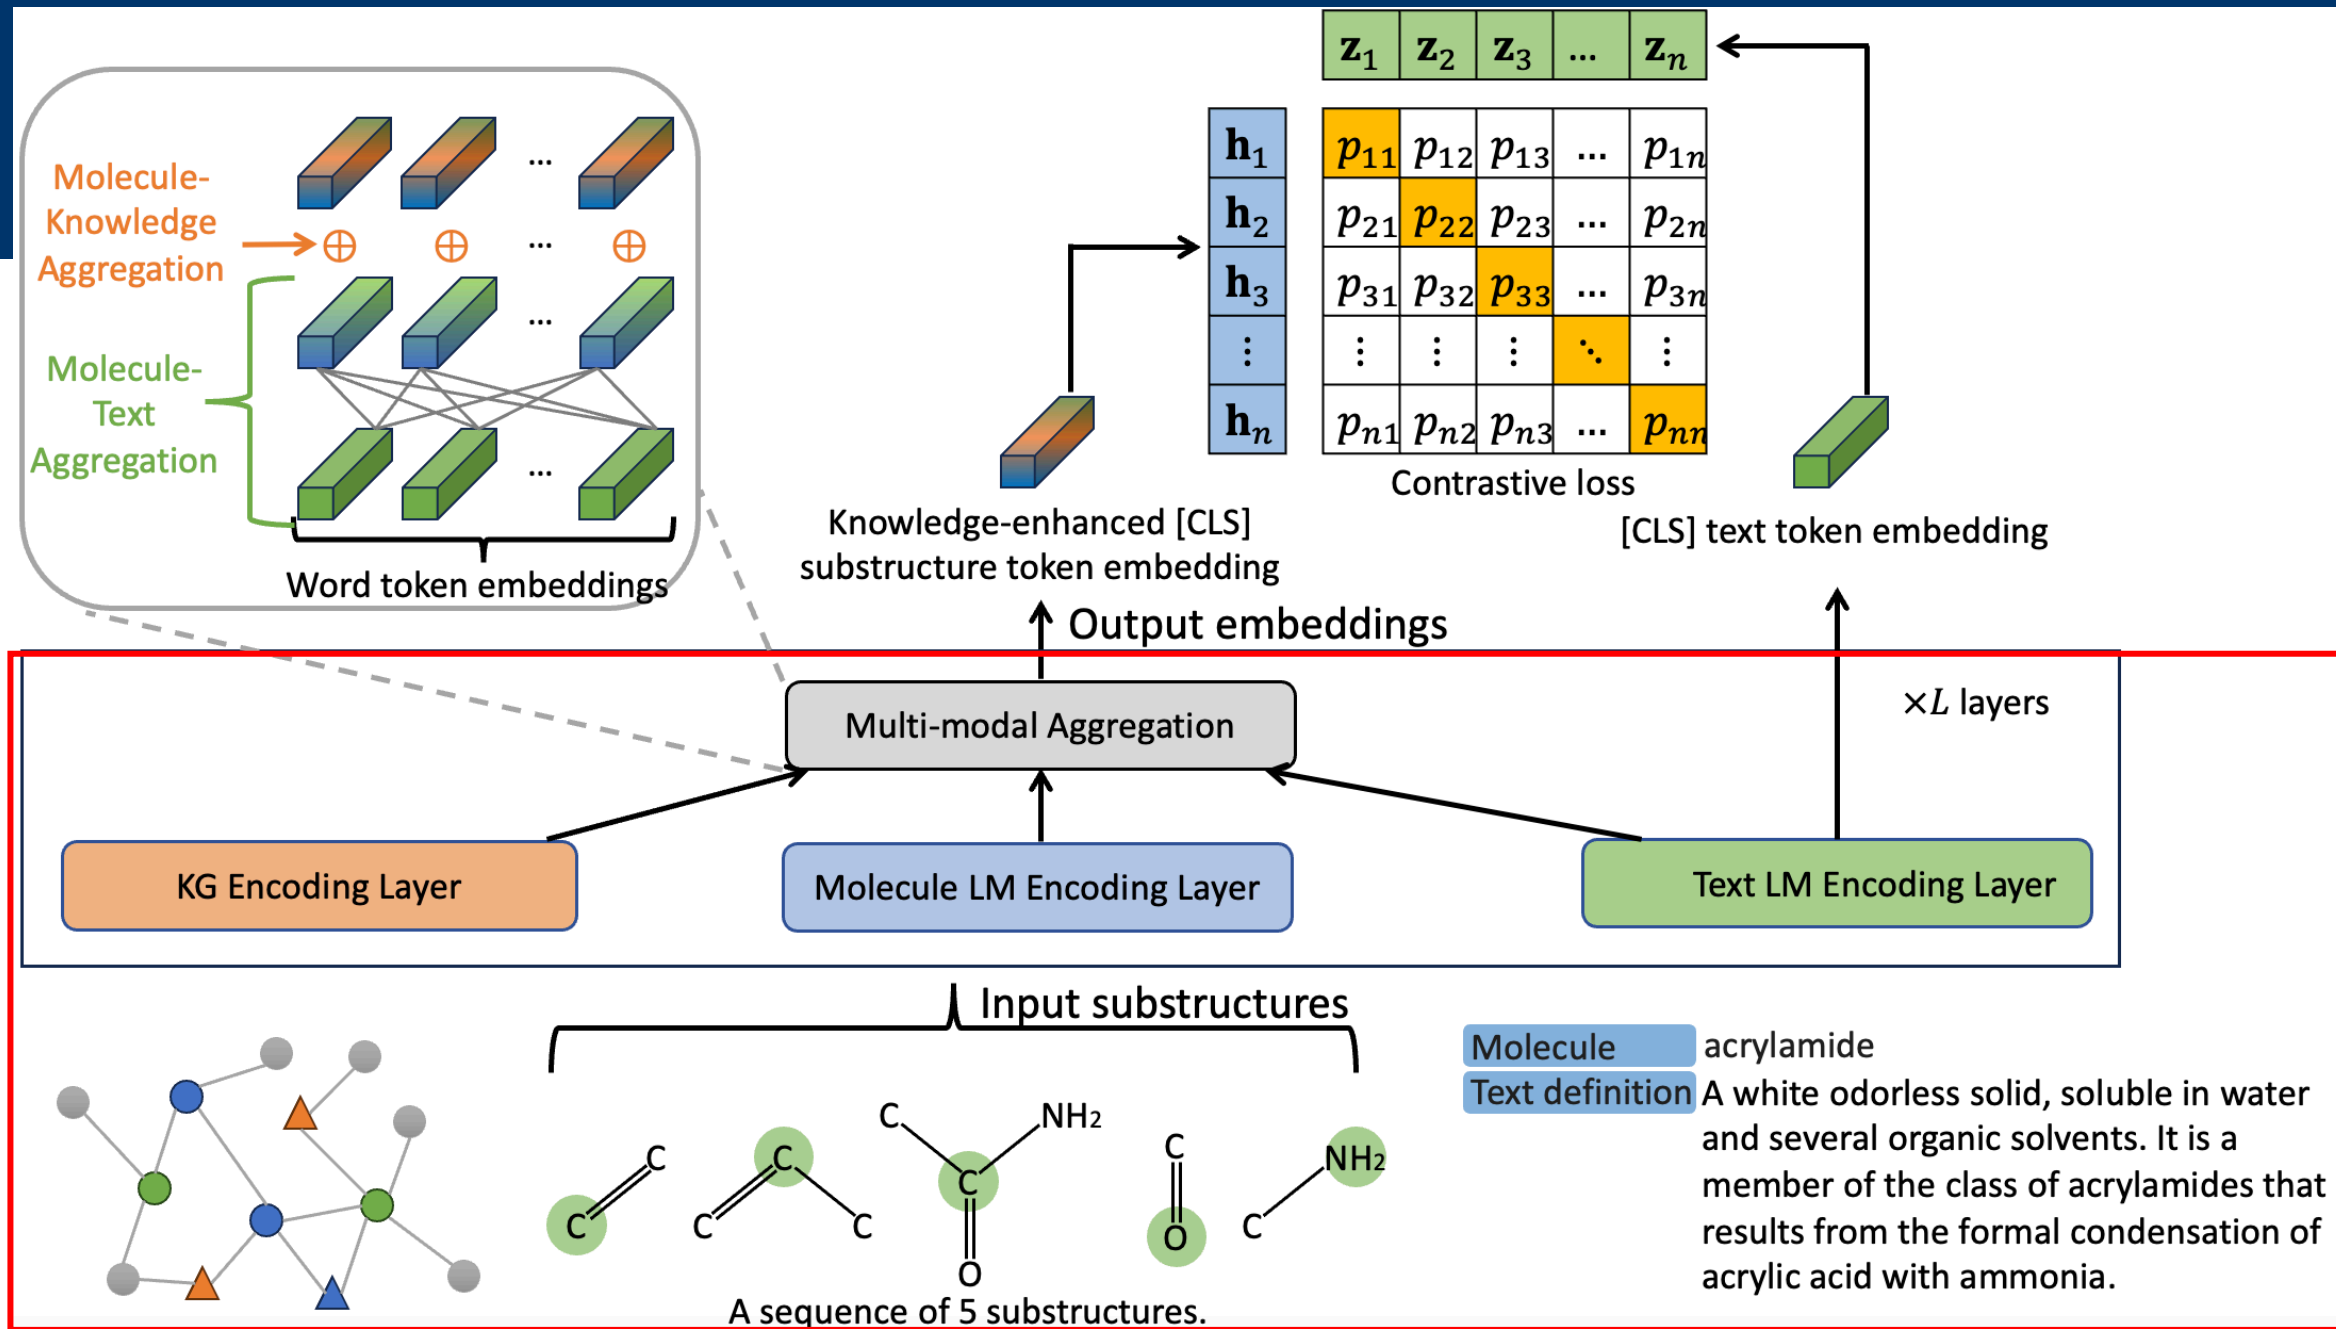 z1 z2 z3 ... zn
h1 p11 p12 p13 ... p1n
h2 p21 p22 p23 ... p2n
h3 p31 p32 p33 ... p3n
⋮ ⋮ ⋮ ⋮ ⋱ ⋮
hn pn1 pn2 pn3 ... pnn
Contrastive loss
Molecule-
Knowledge
Aggregation
...
⊕ ⊕ ... ⊕
...
Molecule-
Text
Aggregation
...
Word token embeddings
Knowledge-enhanced [CLS]
substructure token embedding
[CLS] text token embedding
Output embeddings
×L layers
Multi-modal Aggregation
KG Encoding Layer
Molecule LM Encoding Layer
Text LM Encoding Layer
Input substructures
C C
C C C
C NH2
C
O
C
O
C NH2
A sequence of 5 substructures.
Molecule acrylamide
Text definition A white odorless solid, soluble in water
and several organic solvents. It is a
member of the class of acrylamides that
results from the formal condensation of
acrylic acid with ammonia.